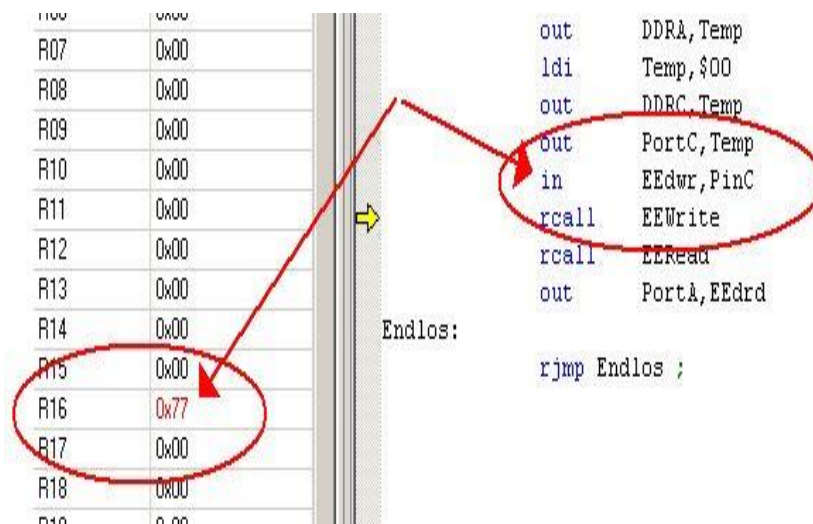 R07 0x00
R08 0x00
R09 0x00
R10 0x00
R11 0x00
R12 0x00
R13 0x00
R14 0x00
R15 0x00
R16 0x77
R17 0x00
R18 0x00
out DDRA,Temp
ldi Temp,$00
out DDRC,Temp
out PortC,Temp
in EEdwr,PinC
rcall EEWrite
rcall EERead
out PortA,EEdrd
Endlos:
rjmp Endlos ;